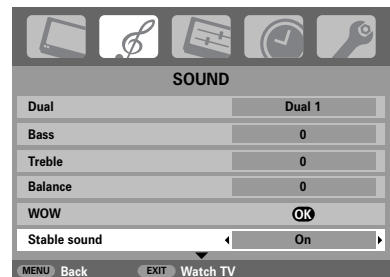 SOUND
Dual Dual 1
Bass 0
Treble 0
Balance 0
WOW OK
Stable sound On
MENU Back EXIT Watch TV